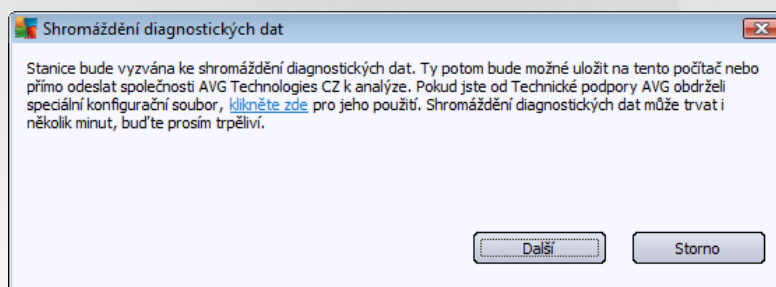 Shromáždění diagnostických dat
Stanice bude vyzvána ke shromáždění diagnostických dat. Ty potom bude možné uložit na tento počítač nebo
přímo odeslat společnosti AVG Technologies CZ k analýze. Pokud jste od Technické podpory AVG obdrželi
speciální konfigurační soubor, klikněte zde pro jeho použití. Shromáždění diagnostických dat může trvat i
několik minut, buďte prosím trpěliví.
Další
Storno